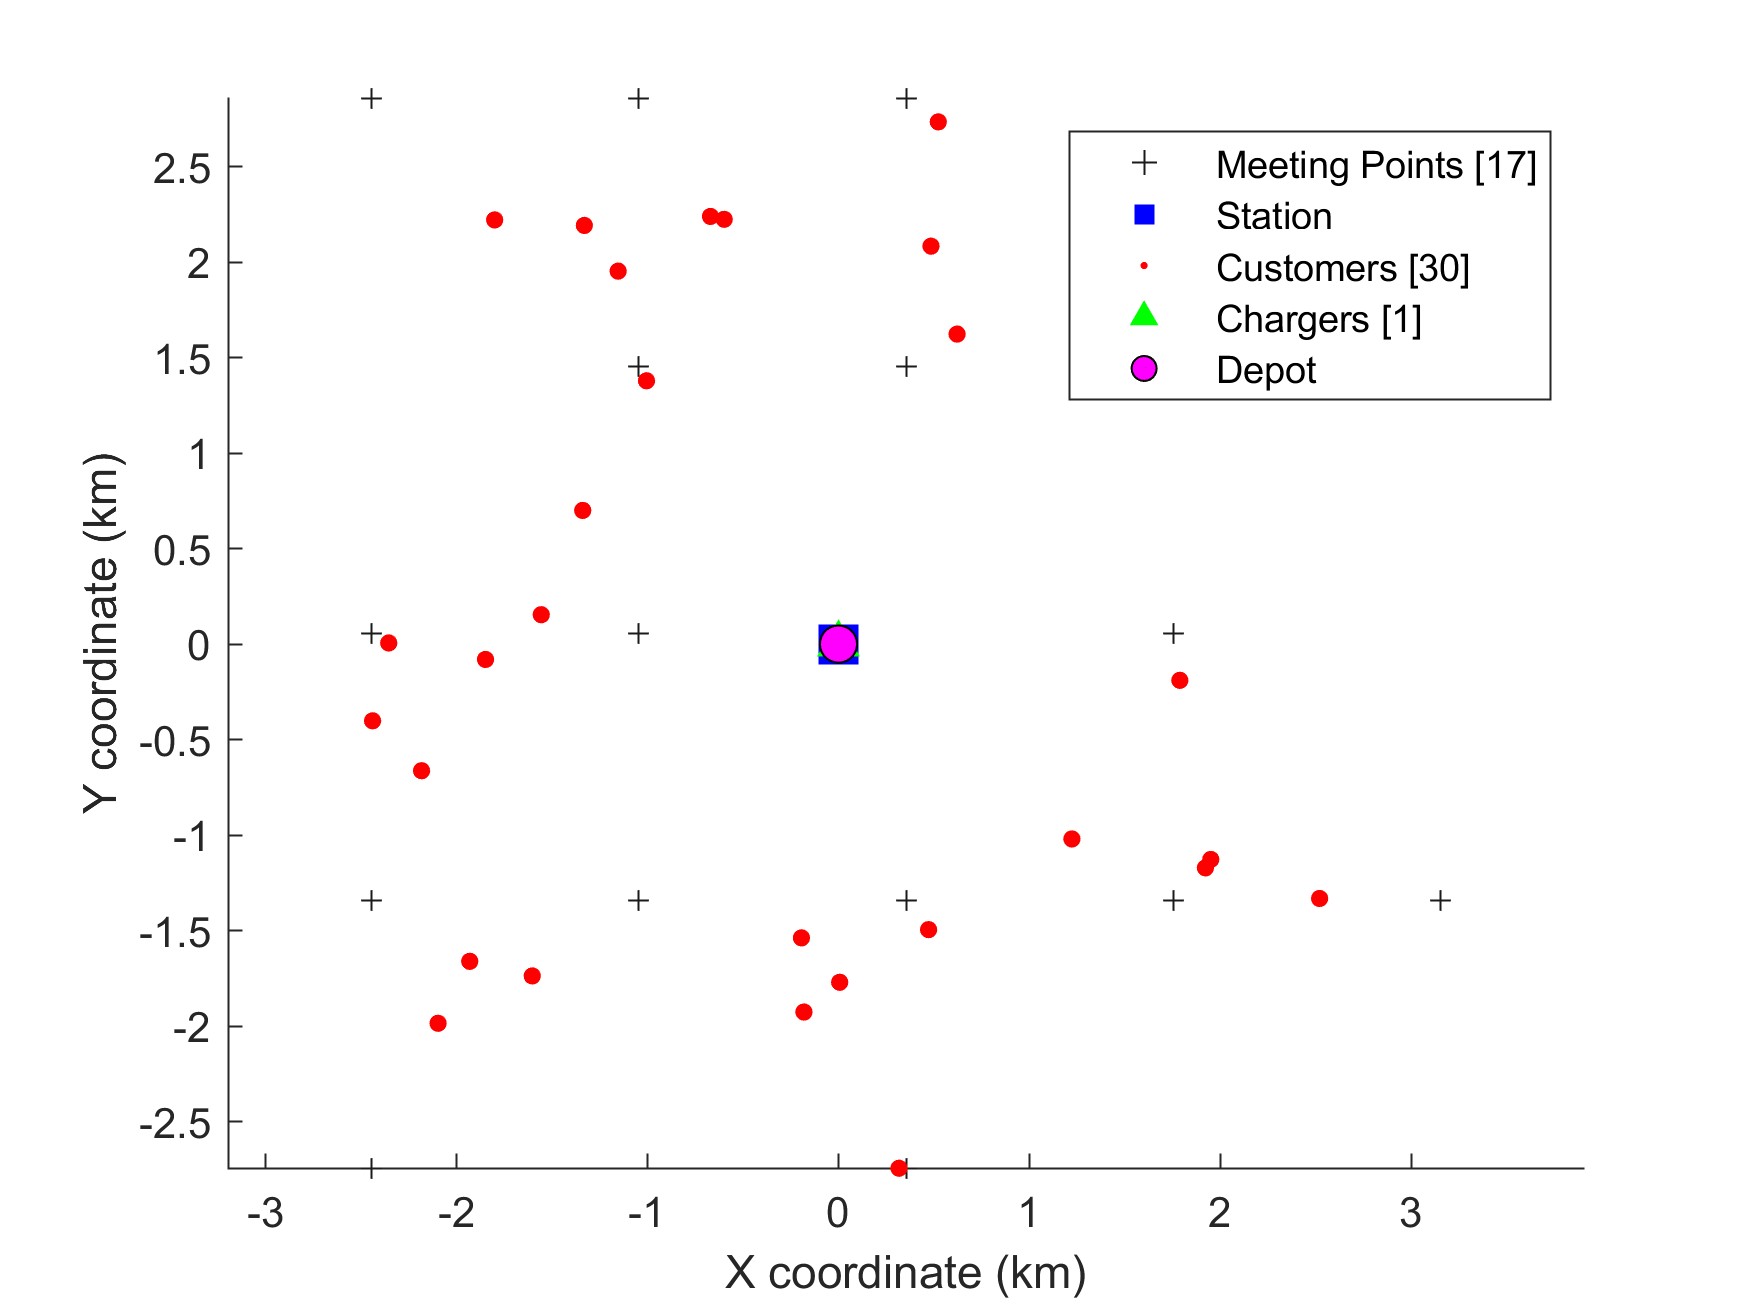 Meeting Points [17]
Station
Customers [30]
Chargers [1]
Depot
2.5
2
1.5
1
0.5
0
-0.5
-1
-1.5
-2
-2.5
Y coordinate (km)
-3 -2 -1 0 1 2 3
X coordinate (km)